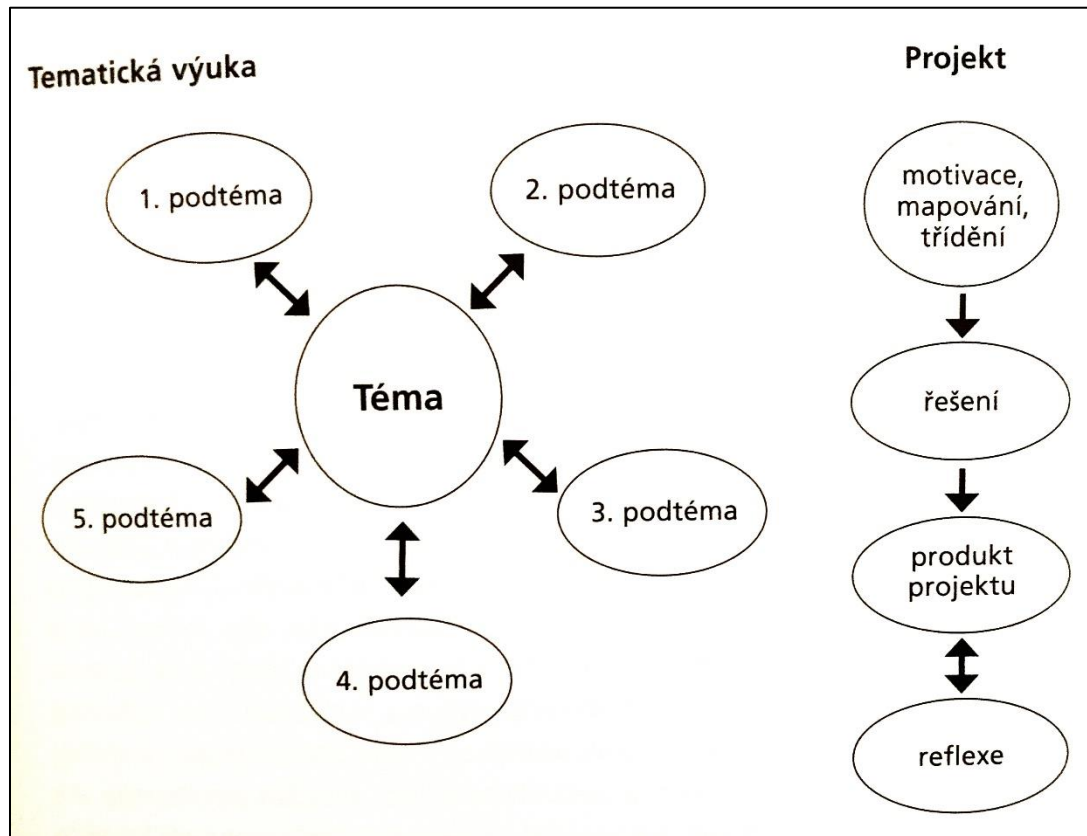 Tematická výuka
1. podtéma
2. podtéma
Téma
5. podtéma
3. podtéma
4. podtéma
Projekt
motivace,
mapování,
třídění
řešení
produkt
projektu
reflexe